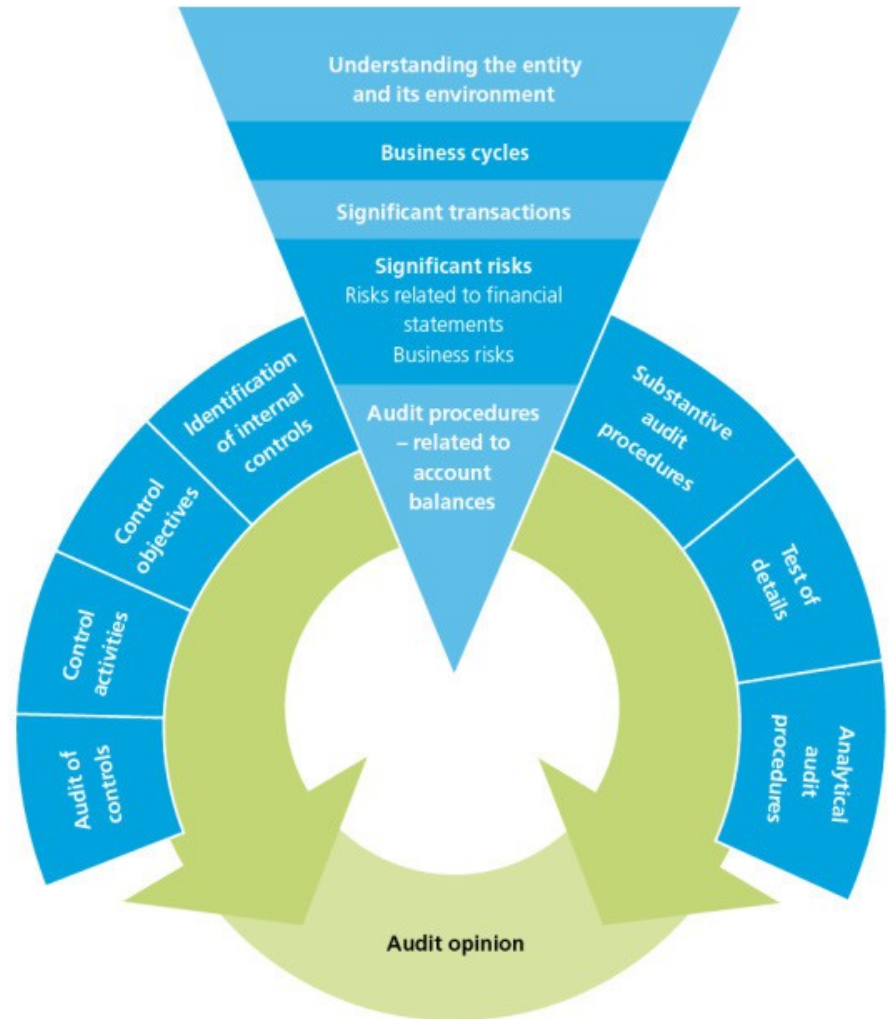 Understanding the entity
and its environment
Business cycles
Significant transactions
Significant risks
Risks related to financial
statements
Business risks
Audit procedures
– related to
account
balances
Identification
of internal
controls
Control
objectives
Control
activities
Audit of
controls
Substantive
audit
procedures
Test of
details
Analytical
audit
procedures
Audit opinion